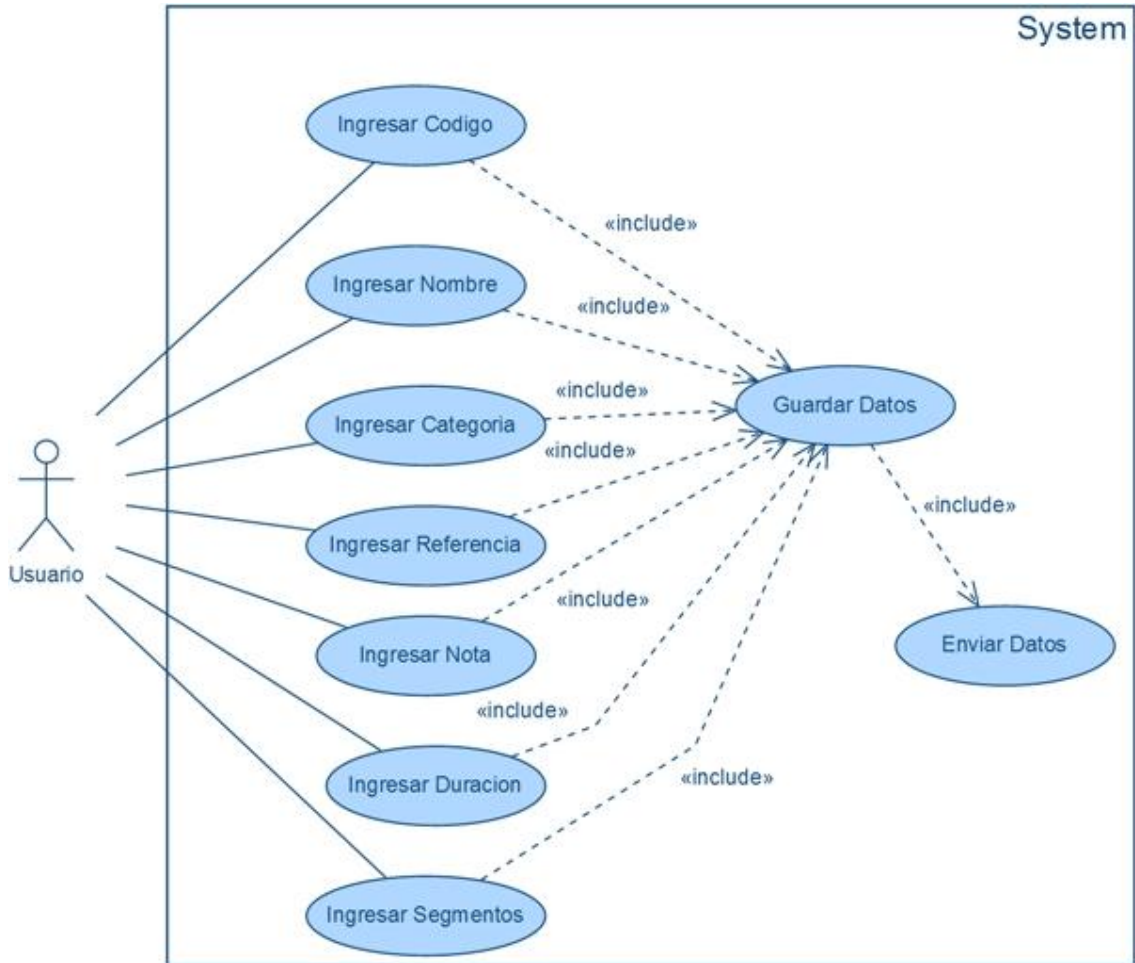 System
Ingresar Codigo
«include»
Ingresar Nombre
«include»
Ingresar Categoría
«include»
Guardar Datos
«include»
Ingresar Referencia
«include»
Usuario
«include»
Ingresar Nota
Enviar Datos
«include»
Ingresar Duracion
«include»
Ingresar Segmentos